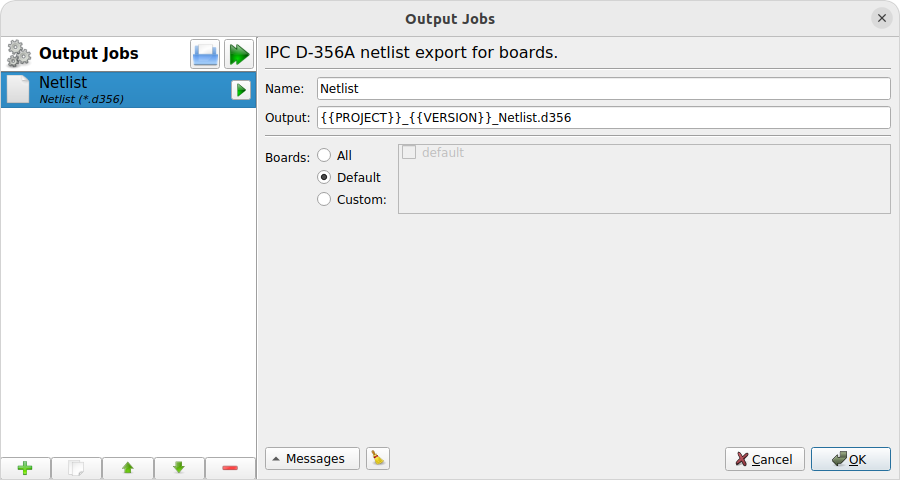 Output Jobs
Output Jobs
Netlist
Netlist (*.d356)
IPC D-356A netlist export for boards.
Name: Netlist
Output: {{PROJECT}}_{{VERSION}}_Netlist.d356
Boards: All
default
Default
Custom:
Messages
Cancel
OK